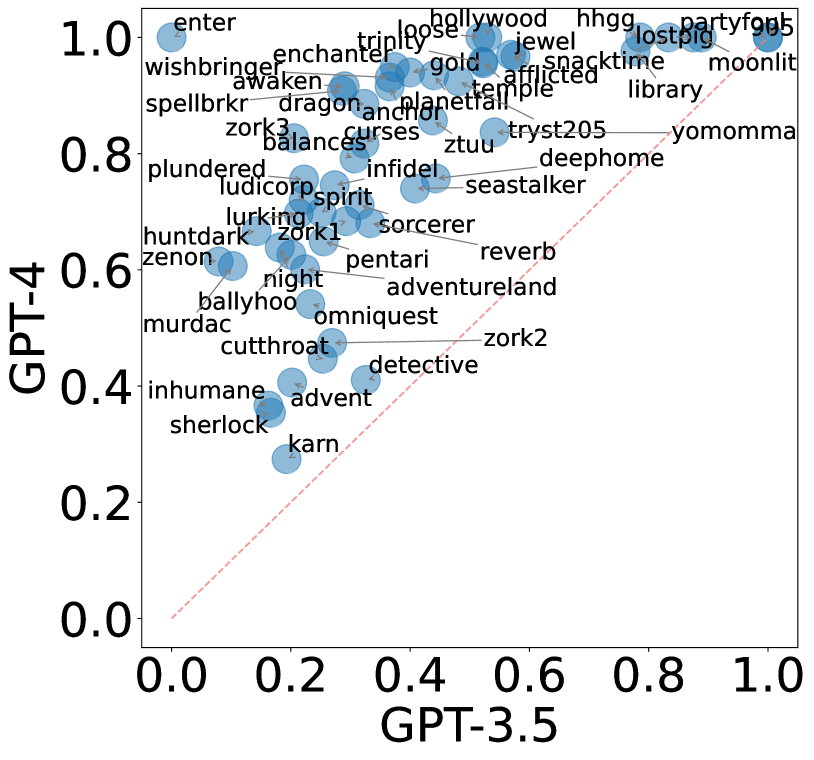 enter
hollywood
hhgg
partyfoul
905
loose
trinity
jewel
lostpig
enchanter
gold
snacktime
moonlit
wishbringer
afflicted
awaken
temple
library
spellbrkr
dragon
planetfall
anchor
zork3
curses
tryst205
yomomma
balances
ztuu
deephome
plundered
infidel
ludicorp
seastalker
spirit
lurking
sorcerer
huntdark
zork1
reverb
zenon
pentari
night
adventureland
ballyhoo
murdac
omniquest
cutthroat
zork2
detective
inhumane
advent
sherlock
karn
1.0
0.8
0.6
0.4
0.2
0.0
GPT-4
0.0 0.2 0.4 0.6 0.8 1.0
GPT-3.5